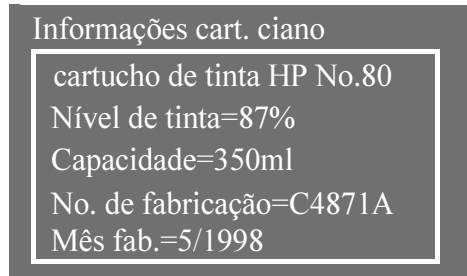 Informações cart. ciano
cartucho de tinta HP No.80
Nível de tinta=87%
Capacidade=350ml
No. de fabricação=C4871A
Mês fab.=5/1998